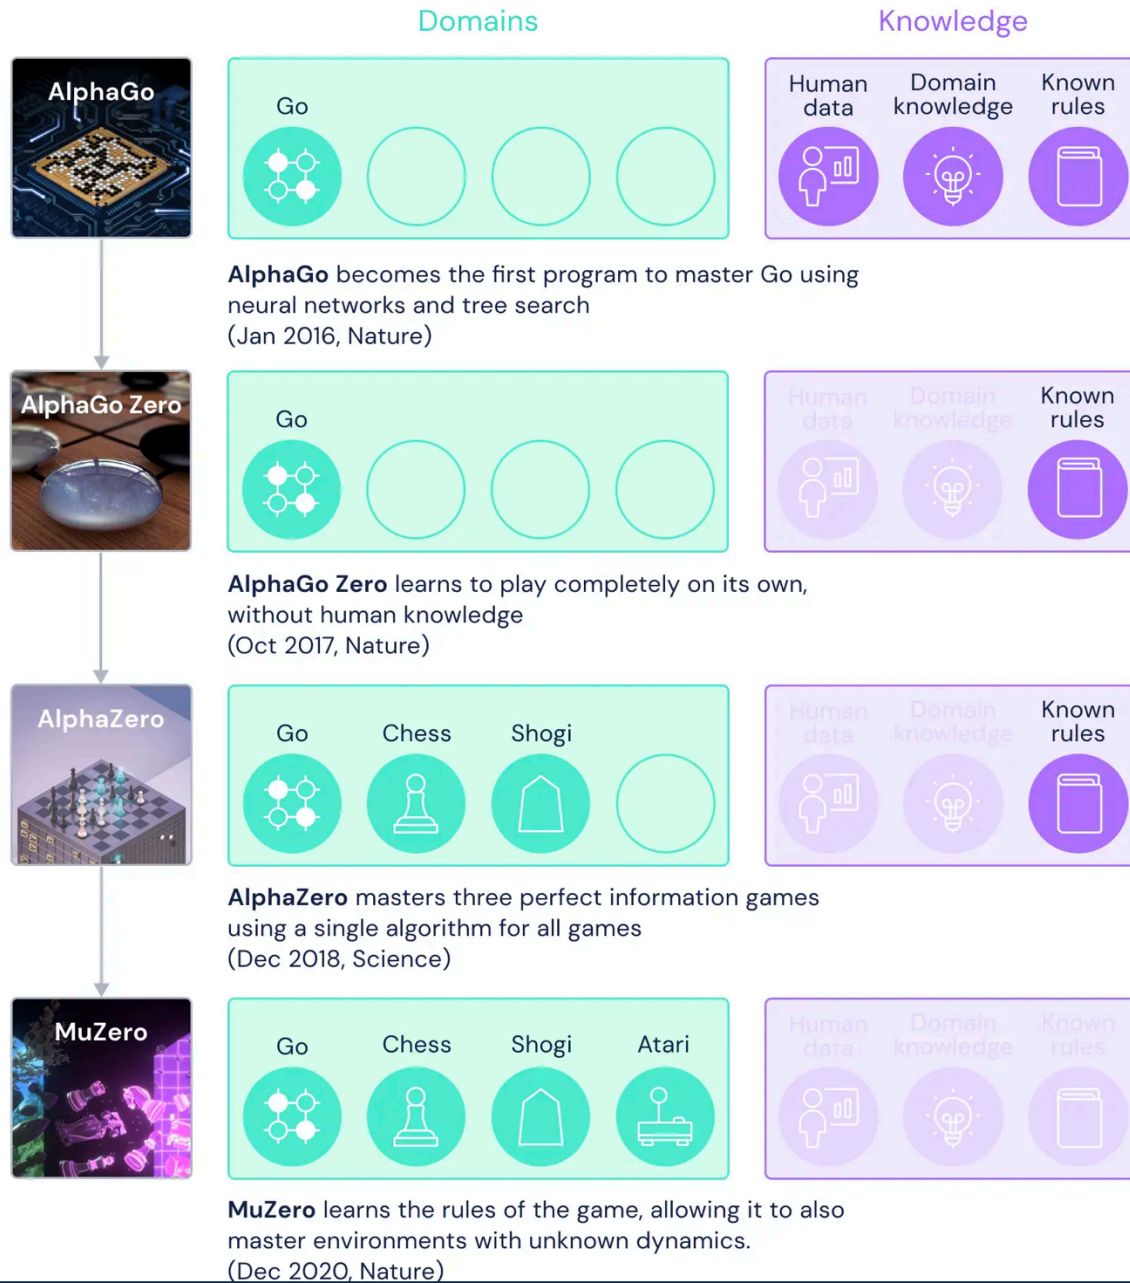 Domains
Knowledge
AlphaGo
Go
Human data
Domain knowledge
Known rules
AlphaGo becomes the first program to master Go using
neural networks and tree search
(Jan 2016, Nature)
AlphaGo Zero
Go
Human data
Domain knowledge
Known rules
AlphaGo Zero learns to play completely on its own,
without human knowledge
(Oct 2017, Nature)
AlphaZero
Go
Chess
Shogi
Human data
Domain knowledge
Known rules
AlphaZero masters three perfect information games
using a single algorithm for all games
(Dec 2018, Science)
MuZero
Go
Chess
Shogi
Atari
Human data
Domain knowledge
Known rules
MuZero learns the rules of the game, allowing it to also
master environments with unknown dynamics.
(Dec 2020, Nature)